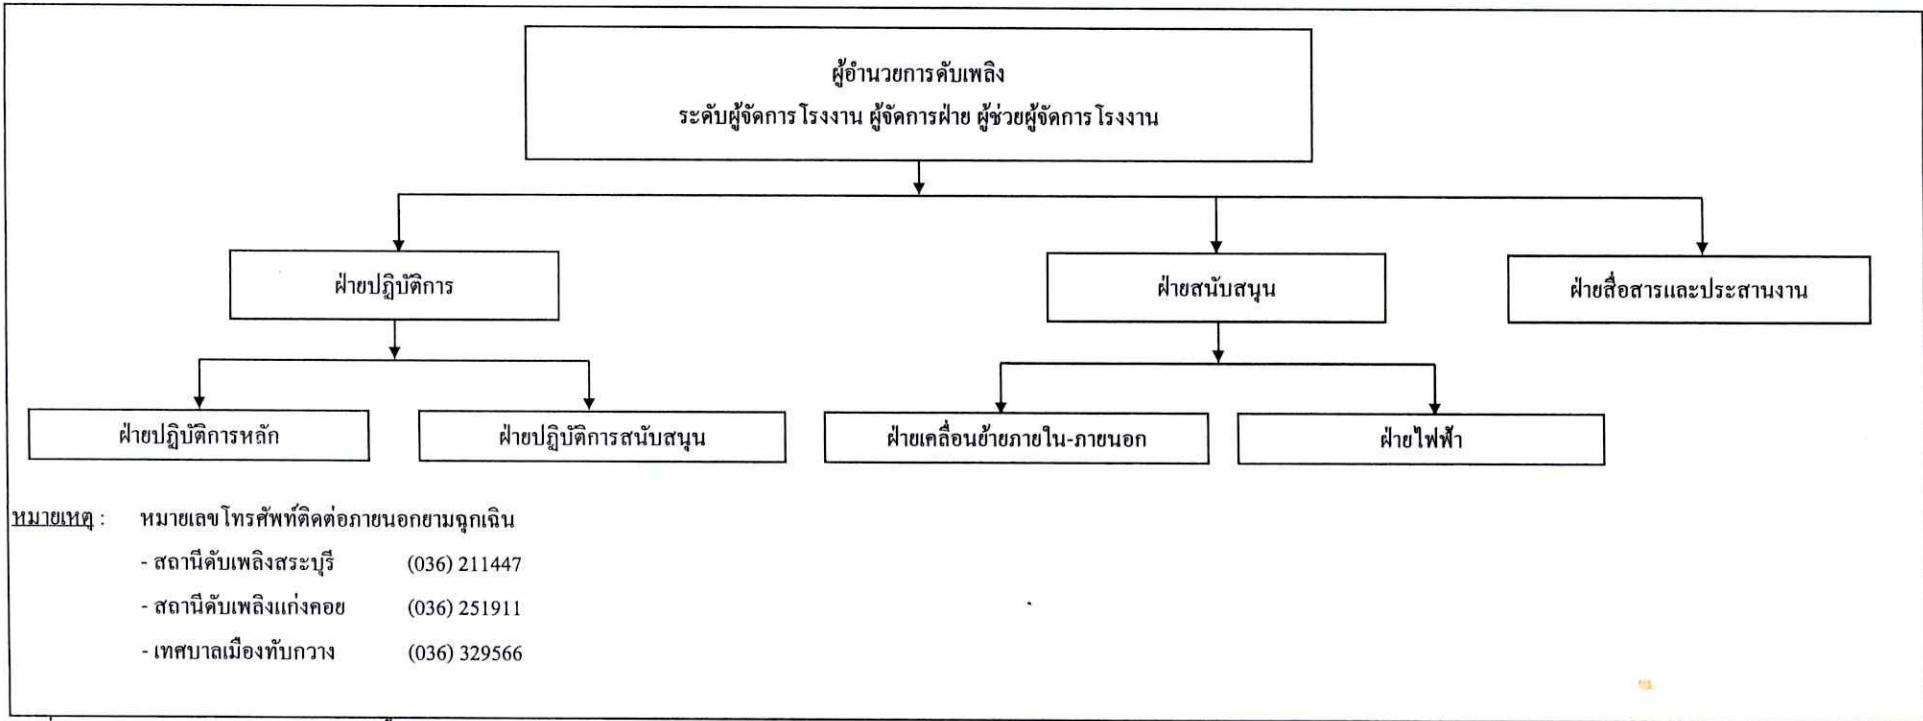 ผู้อำนวยการดับเพลิง
ระดับผู้จัดการโรงงาน ผู้จัดการฝ่าย ผู้ช่วยผู้จัดการโรงงาน
ฝ่ายปฏิบัติการ
ฝ่ายสนับสนุน
ฝ่ายสื่อสารและประสานงาน
ฝ่ายปฏิบัติการหลัก
ฝ่ายปฏิบัติการสนับสนุน
ฝ่ายเคลื่อนย้ายภายใน-ภายนอก
ฝ่ายไฟฟ้า
หมายเหตุ : หมายเลขโทรศัพท์ติดต่อภายนอกยามฉุกเฉิน
- สถานีดับเพลิงสระบุรี (036) 211447
- สถานีดับเพลิงแก่งคอย (036) 251911
- เทศบาลเมืองทับกวาง (036) 329566